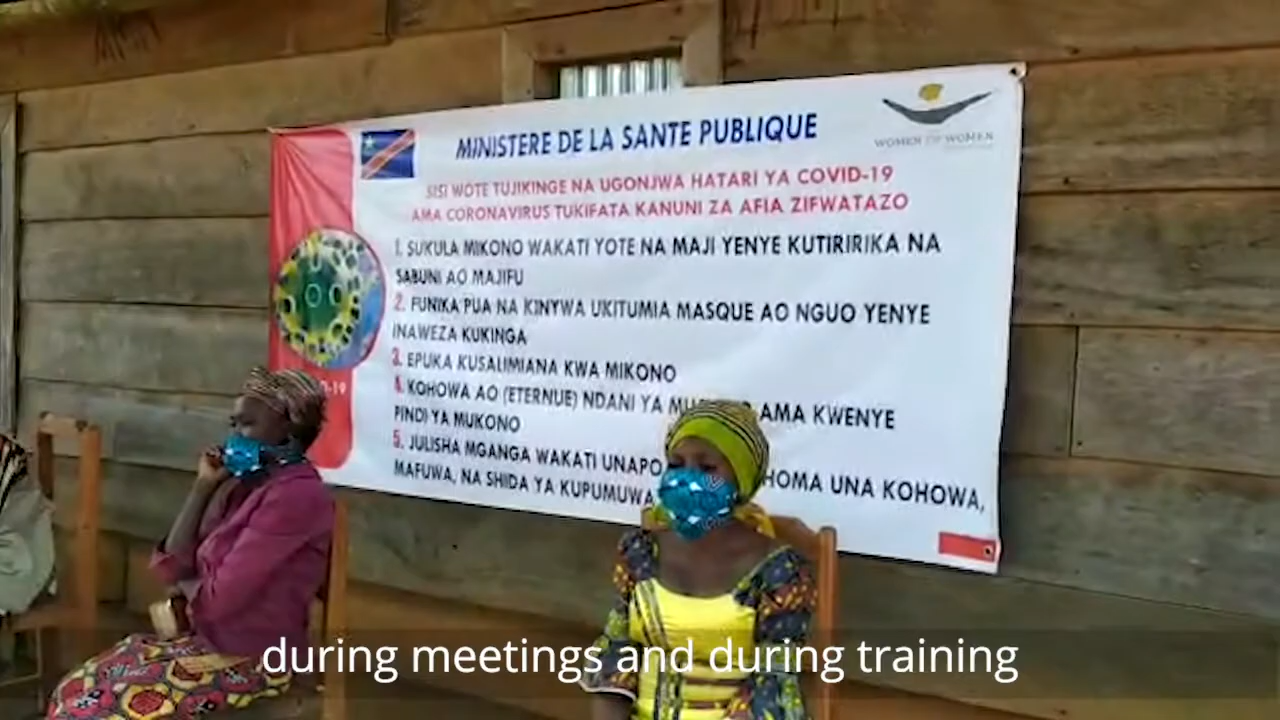 MINISTERE DE LA SANTE PUBLIQUE
WOMEN FOR WOMEN
SISI WOTE TUJIKINGE NA UGONJWA HATARI YA COVID-19
AMA CORONAVIRUS TUKIFATA KANUNI ZA AFIA ZIFWATAZO
1. SUKULA MIKONO WAKATI YOTE NA MAJI YENYE KUTIRIRIKA NA
SABUNI AO MAJIFU
2. FUNIKA PUA NA KINYWA UKITUMIA MASQUE AO NGUO YENYE
INAWEZA KUKINGA
3. EPUKA KUSALIMIANA KWA MIKONO
4. KOHOWA AO (ETERNUE) NDANI YA AMA KWENYE
PINDI YA MUKONO
5. JULISHA MGANGA WAKATI HOMA UNA KOHOWA,
MAFUWA, NA SHIDA YA KUPUMUWA
-19
during meetings and during training